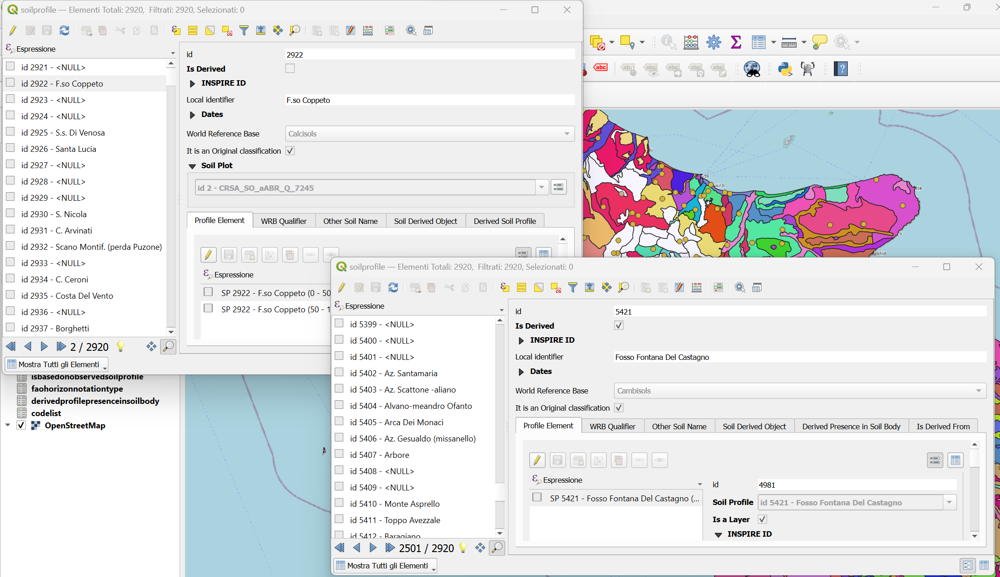 soilprofile — Elementi Totali: 2920, Filtrati: 2920, Selezionati: 0
Espressione
id 2921 - <NULL>
id 2922 - F.so Coppeto
id 2923 - <NULL>
id 2924 - <NULL>
id 2925 - S.s. Di Venosa
id 2926 - Santa Lucia
id 2927 - <NULL>
id 2928 - <NULL>
id 2929 - <NULL>
id 2930 - S. Nicola
id 2931 - C. Arvinati
id 2932 - Scano Montif. (perda Puzone)
id 2933 - <NULL>
id 2934 - C. Ceroni
id 2935 - Costa Del Vento
id 2936 - <NULL>
id 2937 - Borghetti
2 / 2920
Mostra Tutti gli Elementi
id 2922
Is Derived
INSPIRE ID
Local identifier F.so Coppeto
Dates
World Reference Base Calcisols
It is an Original classification
Soil Plot
id 2 - CRSA_SO_aABR_Q_7245
Profile Element WRB Qualifier Other Soil Name Soil Derived Object Derived Soil Profile
Espressione
SP 2922 - F.so Coppeto (0 - 50
SP 2922 - F.so Coppeto (50 - 1
abc abc abc abc abc abc
isbasedonobservedsoilprofile
faohorizonnotationtype
derivedprofilepresenceinsoilbody
codelist
OpenStreetMap
soilprofile — Elementi Totali: 2920, Filtrati: 2920, Selezionati: 0
Espressione
id 5399 - <NULL>
id 5400 - <NULL>
id 5401 - <NULL>
id 5402 - Az. Santamaria
id 5403 - Az. Scattone -aliano
id 5404 - Alvano-meandro Ofanto
id 5405 - Arca Dei Monaci
id 5406 - Az. Gesualdo (missanello)
id 5407 - Arbore
id 5408 - <NULL>
id 5409 - <NULL>
id 5410 - Monte Asprello
id 5411 - Toppo Avezzale
id 5412 - Baragiano
2501 / 2920
Mostra Tutti gli Elementi
id 5421
Is Derived
INSPIRE ID
Local identifier Fosso Fontana Del Castagno
Dates
World Reference Base Cambisols
It is an Original classification
Profile Element WRB Qualifier Other Soil Name Soil Derived Object Derived Presence in Soil Body Is Derived From
Espressione
SP 5421 - Fosso Fontana Del Castagno (...
id 4981
Soil Profile id 5421 - Fosso Fontana Del Castagno
Is a Layer
INSPIRE ID